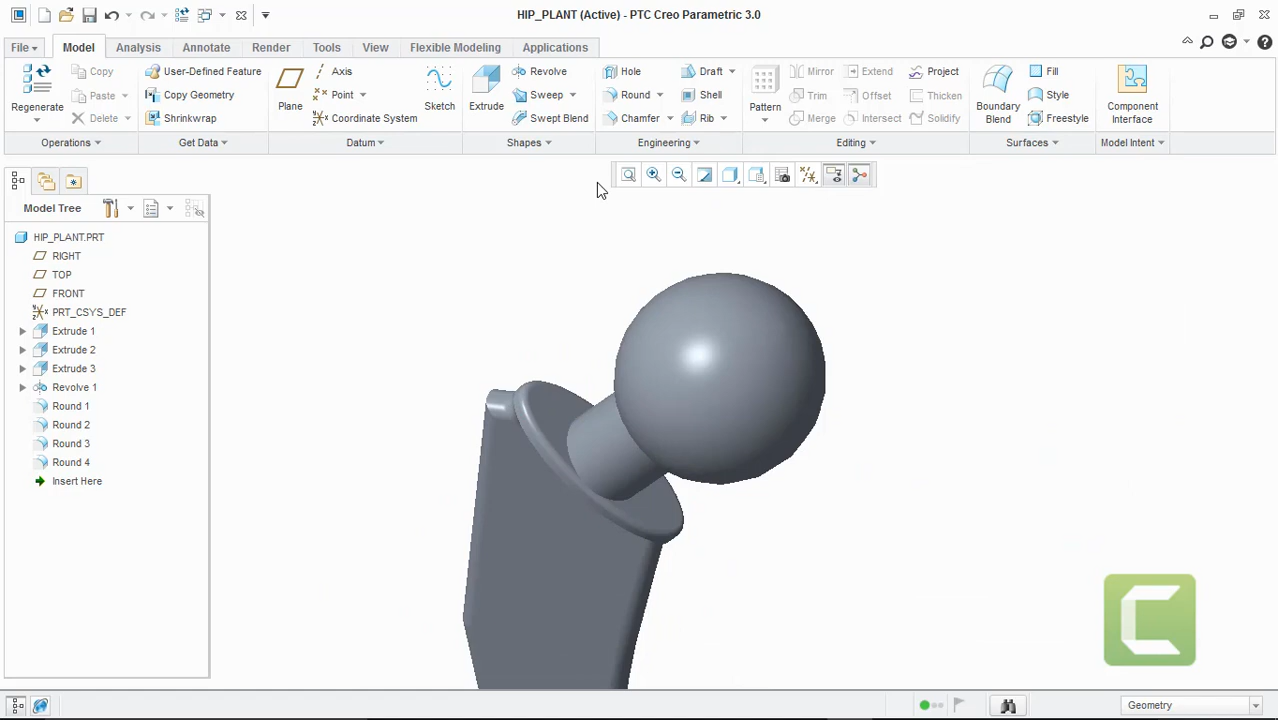 HIP_PLANT (Active) - PTC Creo Parametric 3.0
File Model Analysis Annotate Render Tools View Flexible Modeling Applications
Regenerate
Copy
Paste
Delete
Operations
User-Defined Feature
Copy Geometry
Shrinkwrap
Get Data
Plane
Axis
Point
Coordinate System
Sketch
Datum
Extrude
Revolve
Sweep
Swept Blend
Shapes
Hole
Round
Chamfer
Draft
Shell
Rib
Engineering
Pattern
Mirror
Trim
Merge
Extend
Offset
Intersect
Project
Thicken
Solidify
Editing
Boundary
Blend
Fill
Style
Freestyle
Surfaces
Component
Interface
Model Intent
Model Tree
HIP_PLANT.PRT
RIGHT
TOP
FRONT
PRT_CSYS_DEF
Extrude 1
Extrude 2
Extrude 3
Revolve 1
Round 1
Round 2
Round 3
Round 4
Insert Here
Geometry